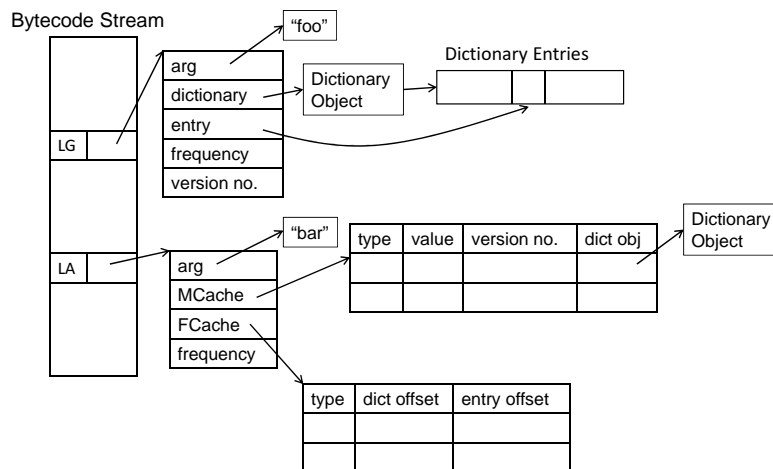 Bytecode Stream
“foo”
arg
dictionary
entry
frequency
version no.
Dictionary
Object
Dictionary Entries
LG
LA
“bar”
arg
MCache
FCache
frequency
type value version no. dict obj
Dictionary
Object
type dict offset entry offset